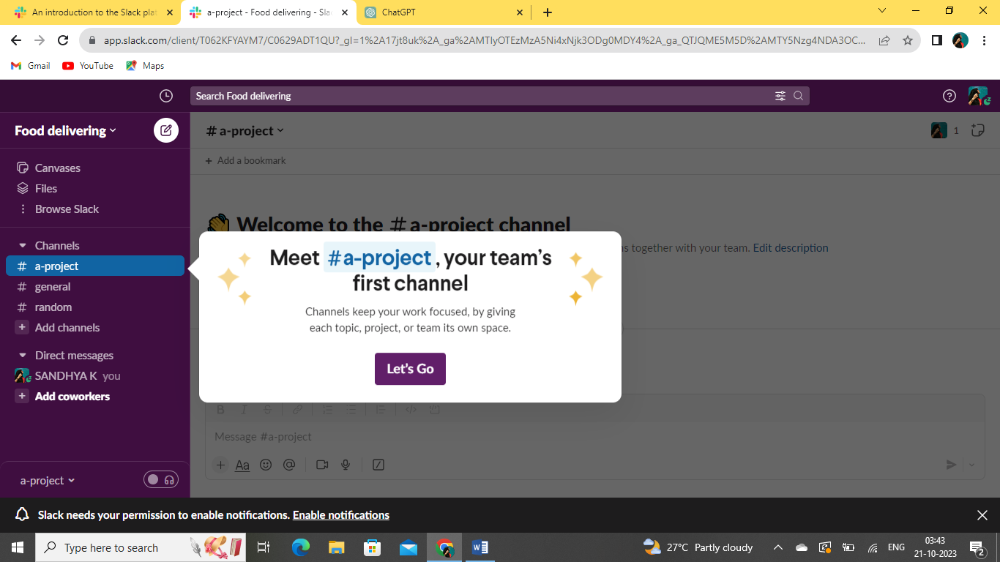 An introduction to the Slack plat
a-project - Food delivering - Slac
ChatGPT
app.slack.com/client/T062KFYAYM7/C0629ADT1QU?_gl=1%2A17jt8uk%2A_ga%2AMTIyOTEzMzA5Ni4xNjk3ODg0MDY4%2A_ga_QTJQME5M5D%2AMTY5Nzg4NDA3OC...
Gmail YouTube Maps
Search Food delivering
Food delivering
# a-project
1
Add a bookmark
Canvases
Files
Browse Slack
Channels
# a-project
# general
# random
+ Add channels
Direct messages
SANDHYA K you
+ Add coworkers
👋 Welcome to the # a-project channel
together with your team. Edit description
Meet #a-project, your team's
first channel
Channels keep your work focused, by giving
each topic, project, or team its own space.
Let's Go
B I S
Message #a-project
+ Aa @
a-project
Slack needs your permission to enable notifications. Enable notifications
Type here to search
27°C Partly cloudy
ENG
03:43
21-10-2023
2